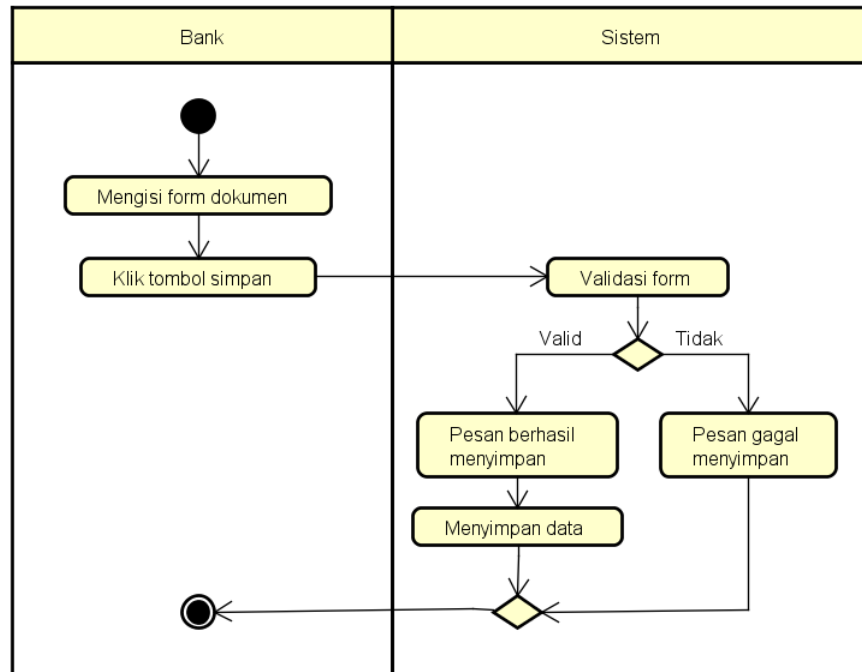 Bank
Sistem
Mengisi form dokumen
Klik tombol simpan
Validasi form
Valid
Tidak
Pesan berhasil
menyimpan
Pesan gagal
menyimpan
Menyimpan data